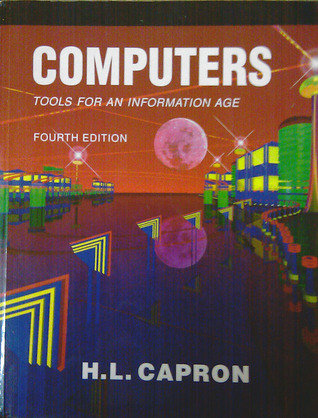 COMPUTERS
TOOLS FOR AN INFORMATION AGE
FOURTH EDITION
H.L. CAPRON